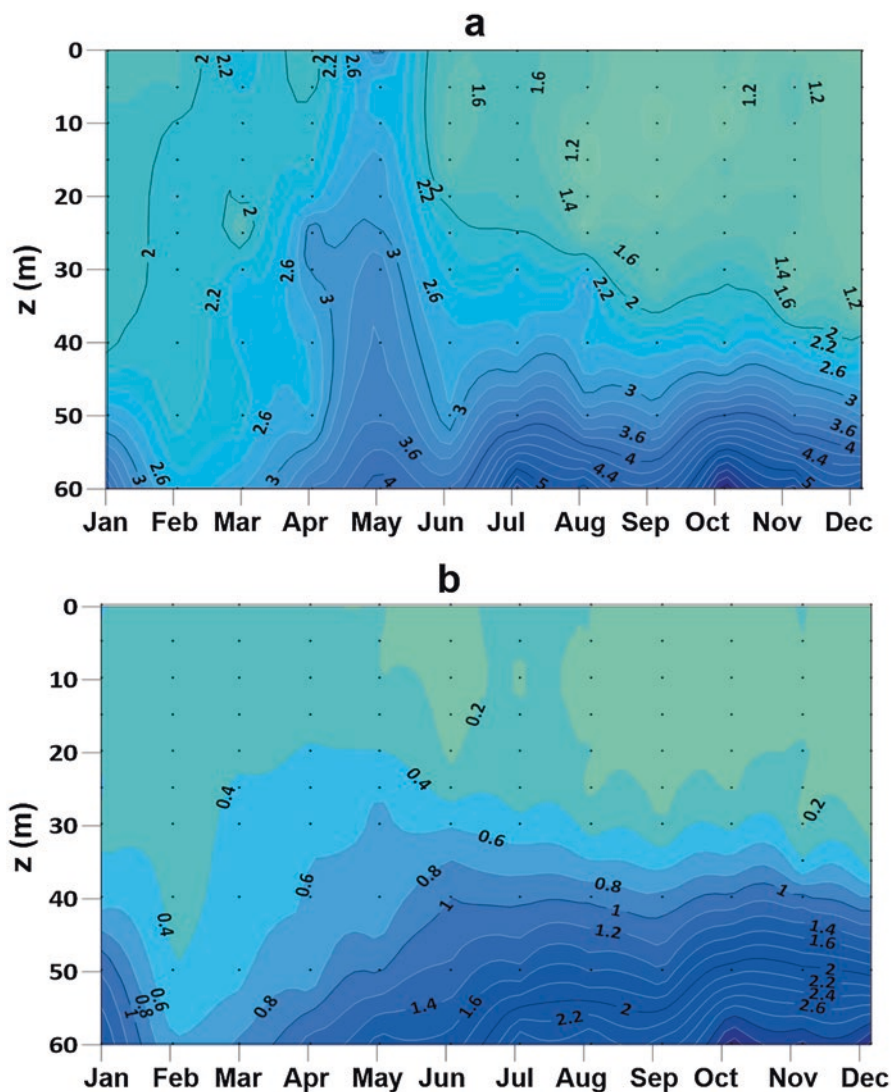 a
0
10
20
30
40
50
60
z (m)
2 2.2 2 2.2 2.6 1.6 1.6 1.2 1.2
1.2
2 2.2 2 1.4
2 2.6 3 1.6
2.2 2.6 2.2 2 1.4 1.2
3 1.6
2 2.2
2.6 3 3 2.6 3
2.6 3.6 3.6 4
3 3 4 5 4.4 4.4 5
Jan Feb Mar Apr May Jun Jul Aug Sep Oct Nov Dec
b
0
10
20
30
40
50
60
z (m)
0.2
0.4 0.4 0.2
0.6
0.6 0.8 0.8 1
0.4 1 1 1.2 1.4
1.6
0.6 0.8 1 0.8 1.4 1.6 2.2 2 2 2.2 2.4 2.6
Jan Feb Mar Apr May Jun Jul Aug Sep Oct Nov Dec